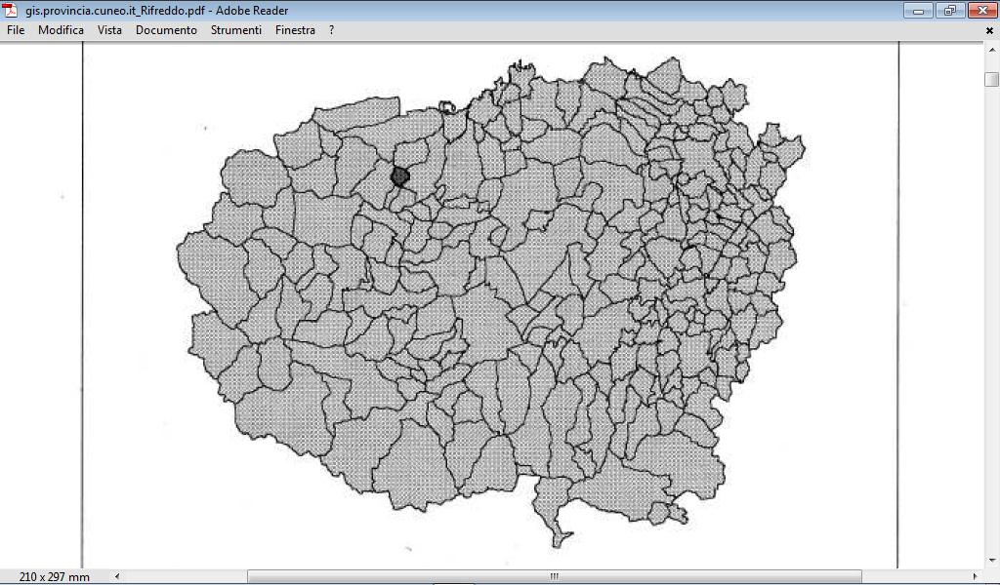 gis.provincia.cuneo.it_Rifreddo.pdf - Adobe Reader
File Modifica Vista Documento Strumenti Finestra ?
210 x 297 mm